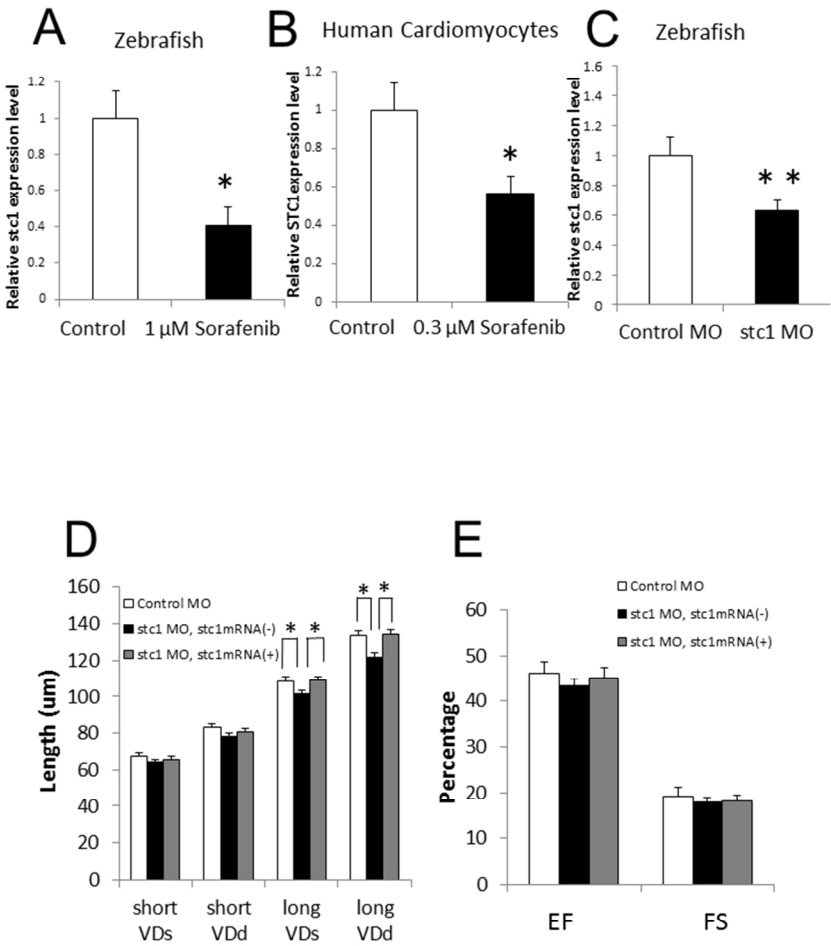 A
Zebrafish
Relative stc1 expression level
1.2
1
0.8
0.6
0.4
0.2
0
*
Control
1 µM Sorafenib
B
Human Cardiomyocytes
Relative STC1expression level
1.2
1
0.8
0.6
0.4
0.2
0
*
Control
0.3 µM Sorafenib
C
Zebrafish
Relative stc1 expression level
1.6
1.4
1.2
1
0.8
0.6
0.4
0.2
0
* *
Control MO
stc1 MO
D
Length (um)
160
140
120
100
80
60
40
20
0
Control MO
stc1 MO, stc1mRNA(-)
stc1 MO, stc1mRNA(+)
* *
* *
short VDs
short VDd
long VDs
long VDd
E
Percentage
60
50
40
30
20
10
0
Control MO
stc1 MO, stc1mRNA(-)
stc1 MO, stc1mRNA(+)
EF
FS